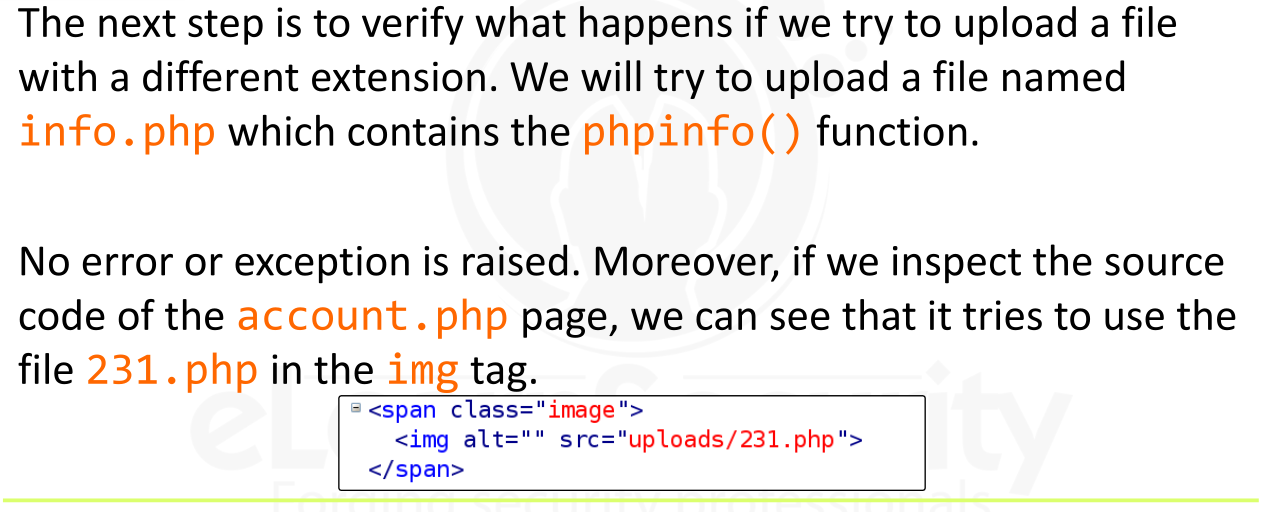 The next step is to verify what happens if we try to upload a file
with a different extension. We will try to upload a file named
info.php which contains the phpinfo() function.
No error or exception is raised. Moreover, if we inspect the source
code of the account.php page, we can see that it tries to use the
file 231.php in the img tag.
<span class="image">
<img alt="" src="uploads/231.php">
</span>